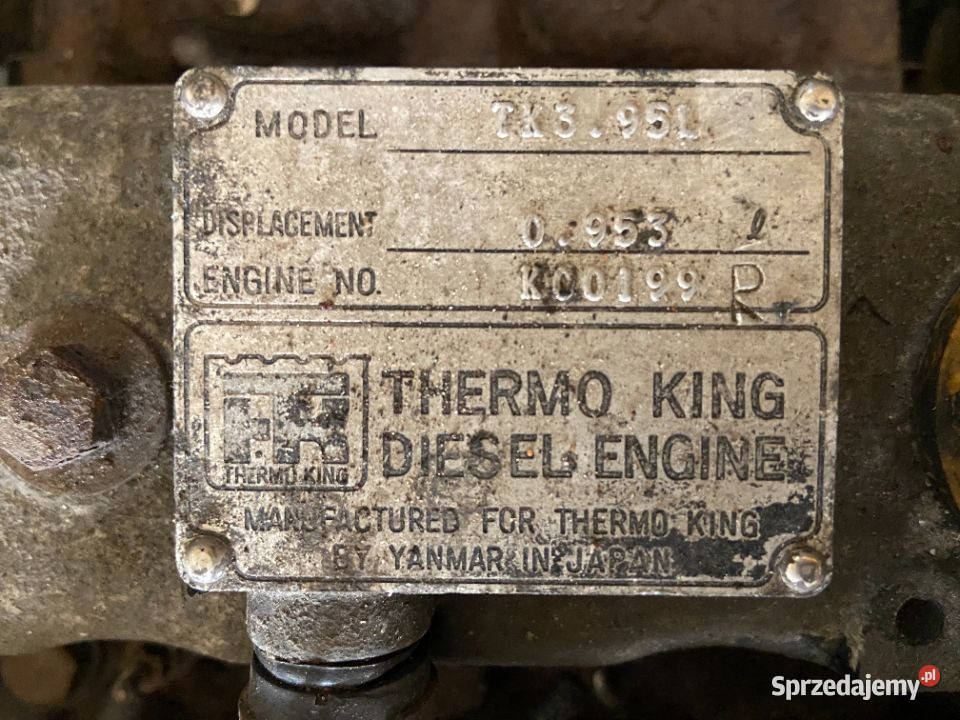 MODEL TK3.95L
DISPLACEMENT 0.953 ℓ
ENGINE NO. KC0199 R
TK
THERMO KING
THERMO KING
DIESEL ENGINE
MANUFACTURED FOR THERMO KING
BY YANMAR IN JAPAN
Sprzedajemy.pl